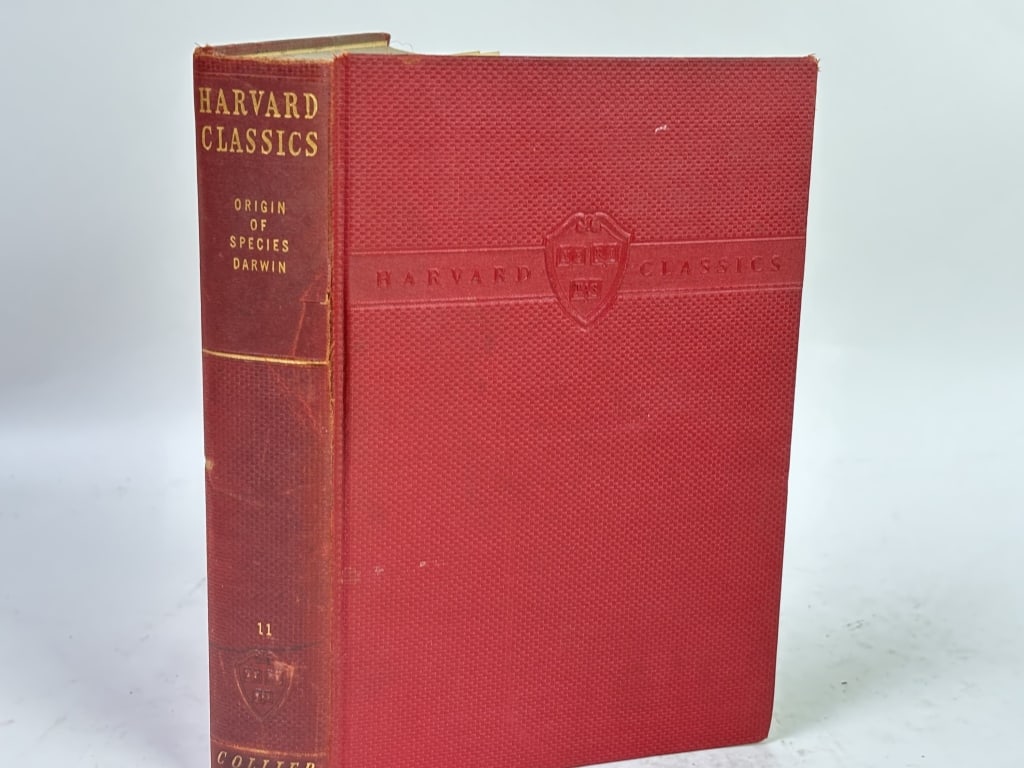 HARVARD
CLASSICS
ORIGIN
OF
SPECIES
DARWIN
11
COLLIER
HARVARD CLASSICS